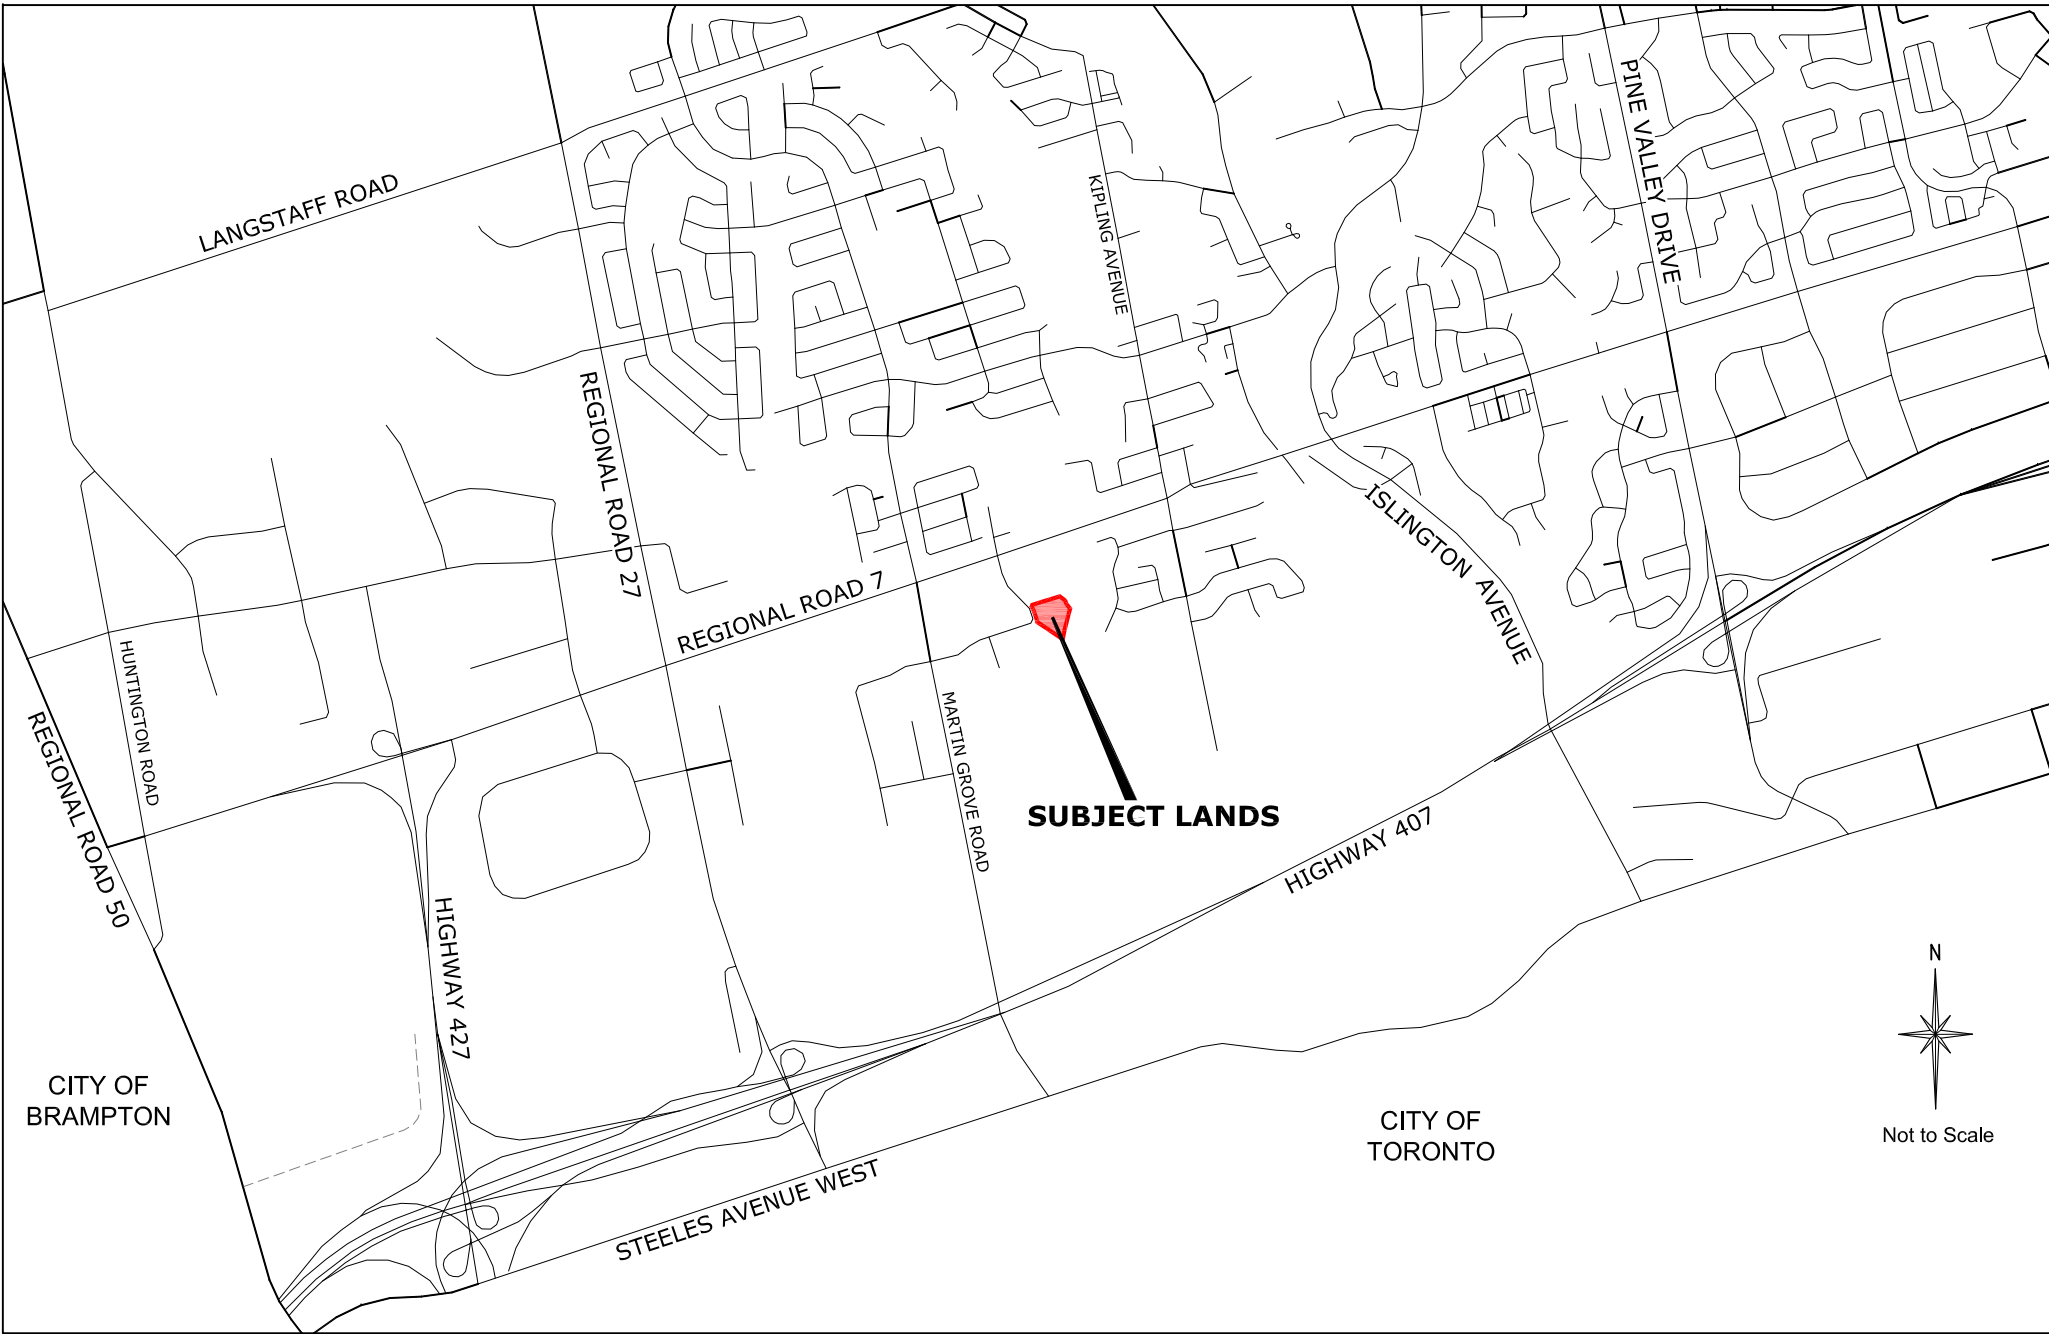 LANGSTAFF ROAD
PINE VALLEY DRIVE
KIPLING AVENUE
REGIONAL ROAD 27
ISLINGTON AVENUE
REGIONAL ROAD 7
HUNTINGTON ROAD
REGIONAL ROAD 50
MARTIN GROVE ROAD
SUBJECT LANDS
HIGHWAY 407
HIGHWAY 427
N
CITY OF
BRAMPTON
CITY OF
TORONTO
Not to Scale
STEELES AVENUE WEST